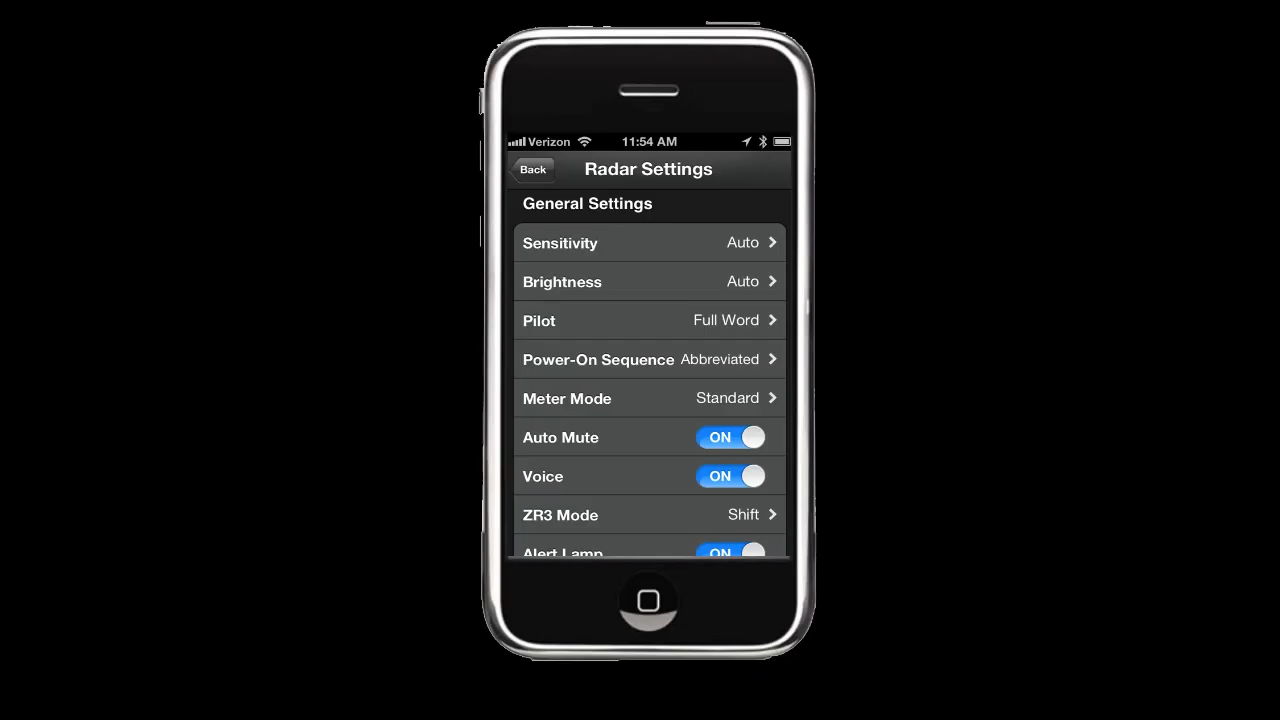 Verizon 11:54 AM
Back Radar Settings
General Settings
Sensitivity Auto
Brightness Auto
Pilot Full Word
Power-On Sequence Abbreviated
Meter Mode Standard
Auto Mute ON
Voice ON
ZR3 Mode Shift
Alert Lamp ON